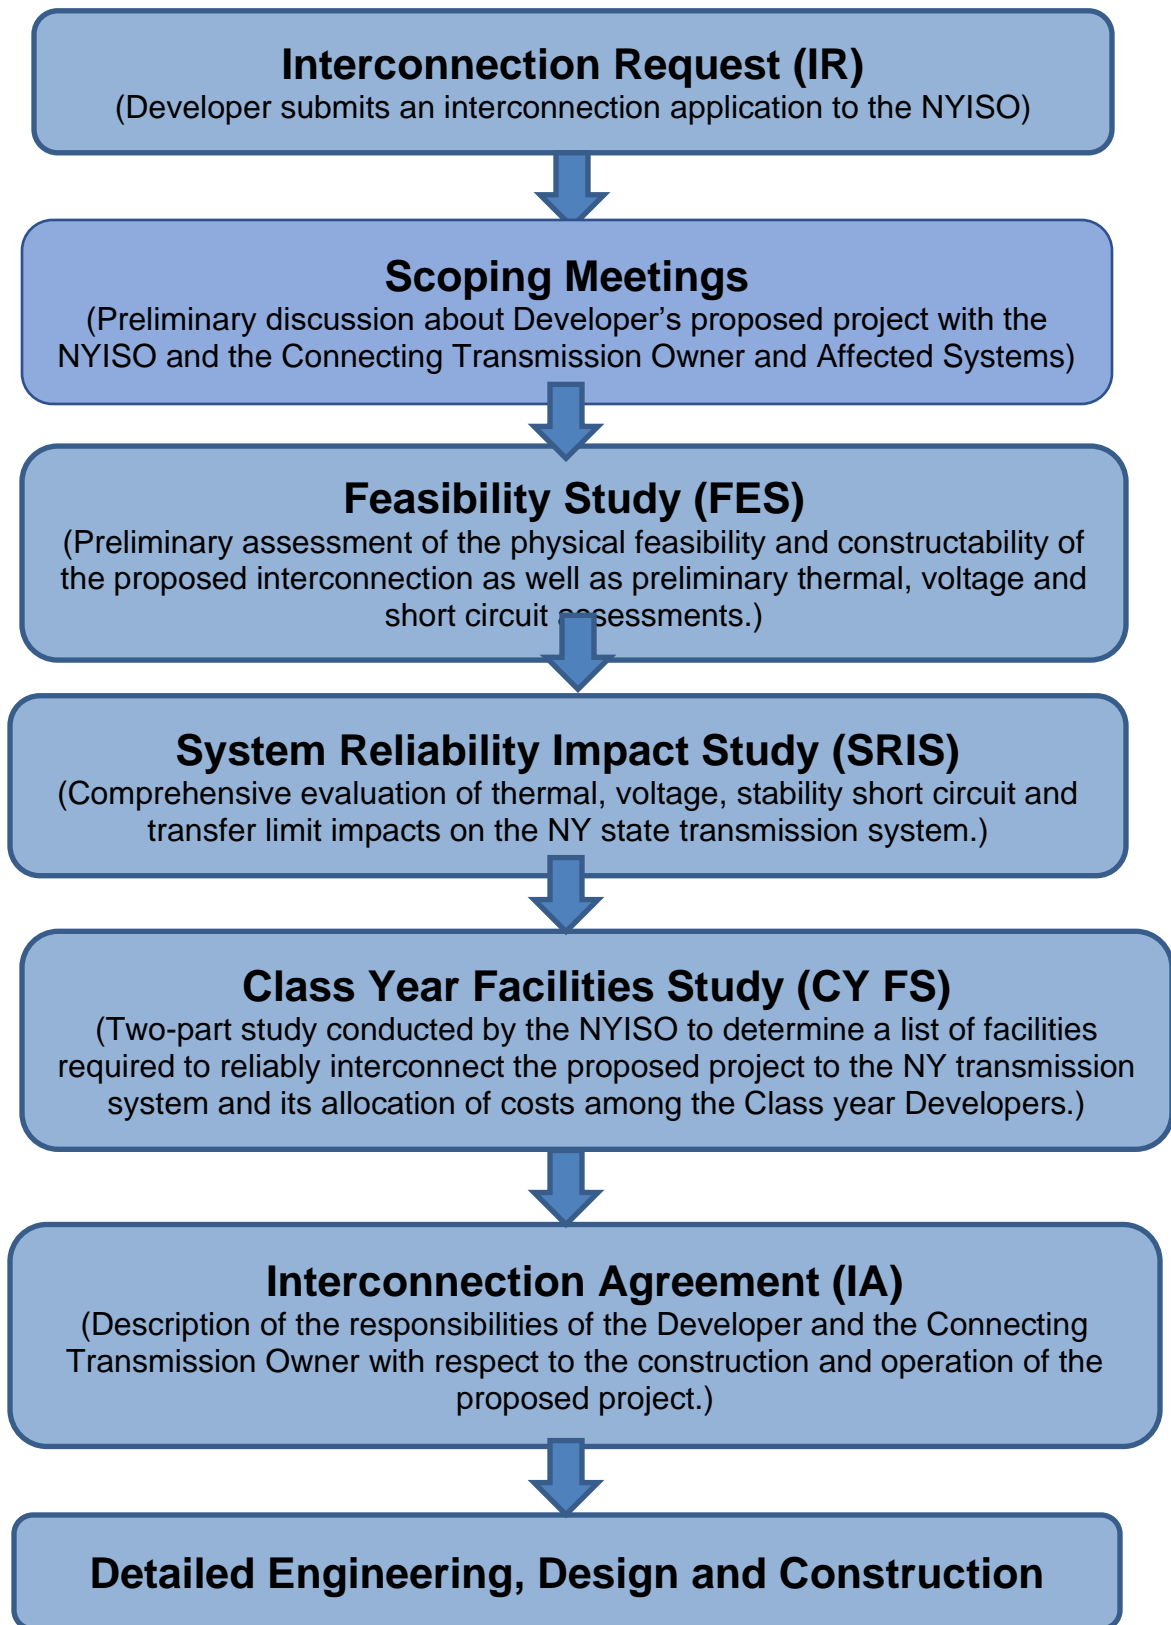 Interconnection Request (IR)
(Developer submits an interconnection application to the NYISO)
Scoping Meetings
(Preliminary discussion about Developer's proposed project with the
NYISO and the Connecting Transmission Owner and Affected Systems)
Feasibility Study (FES)
(Preliminary assessment of the physical feasibility and constructability of
the proposed interconnection as well as preliminary thermal, voltage and
short circuit assessments.)
System Reliability Impact Study (SRIS)
(Comprehensive evaluation of thermal, voltage, stability short circuit and
transfer limit impacts on the NY state transmission system.)
Class Year Facilities Study (CY FS)
(Two-part study conducted by the NYISO to determine a list of facilities
required to reliably interconnect the proposed project to the NY transmission
system and its allocation of costs among the Class year Developers.)
Interconnection Agreement (IA)
(Description of the responsibilities of the Developer and the Connecting
Transmission Owner with respect to the construction and operation of the
proposed project.)
Detailed Engineering, Design and Construction